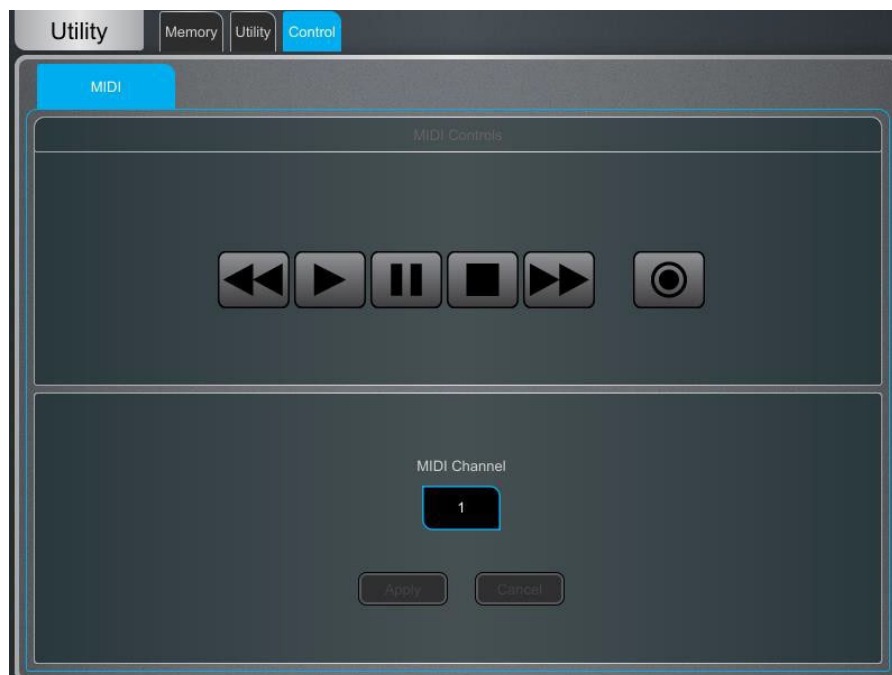 Utility Memory Utility Control
MIDI
MIDI Controls
MIDI Channel
1
Apply Cancel